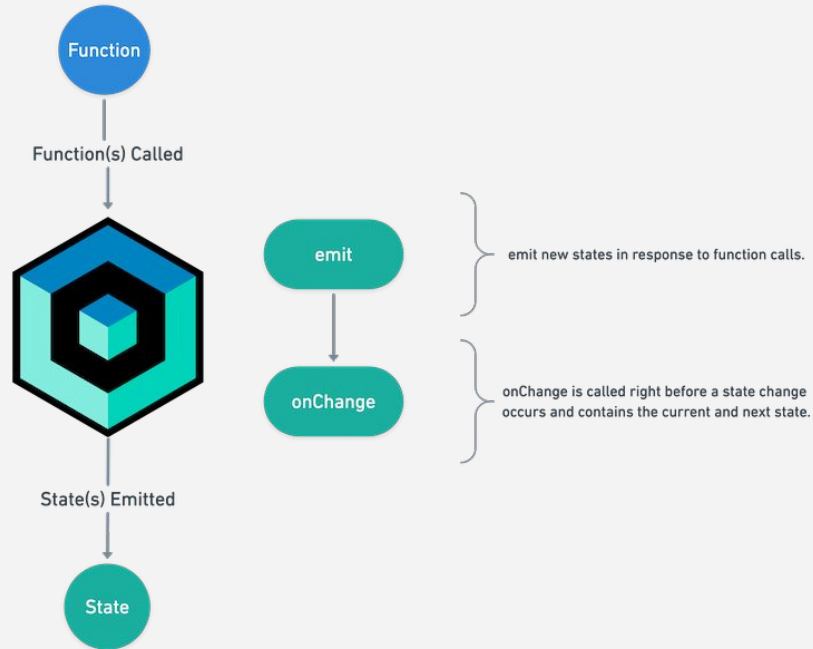 Function
Function(s) Called
emit
emit new states in response to function calls.
onChange
onChange is called right before a state change
occurs and contains the current and next state.
State(s) Emitted
State